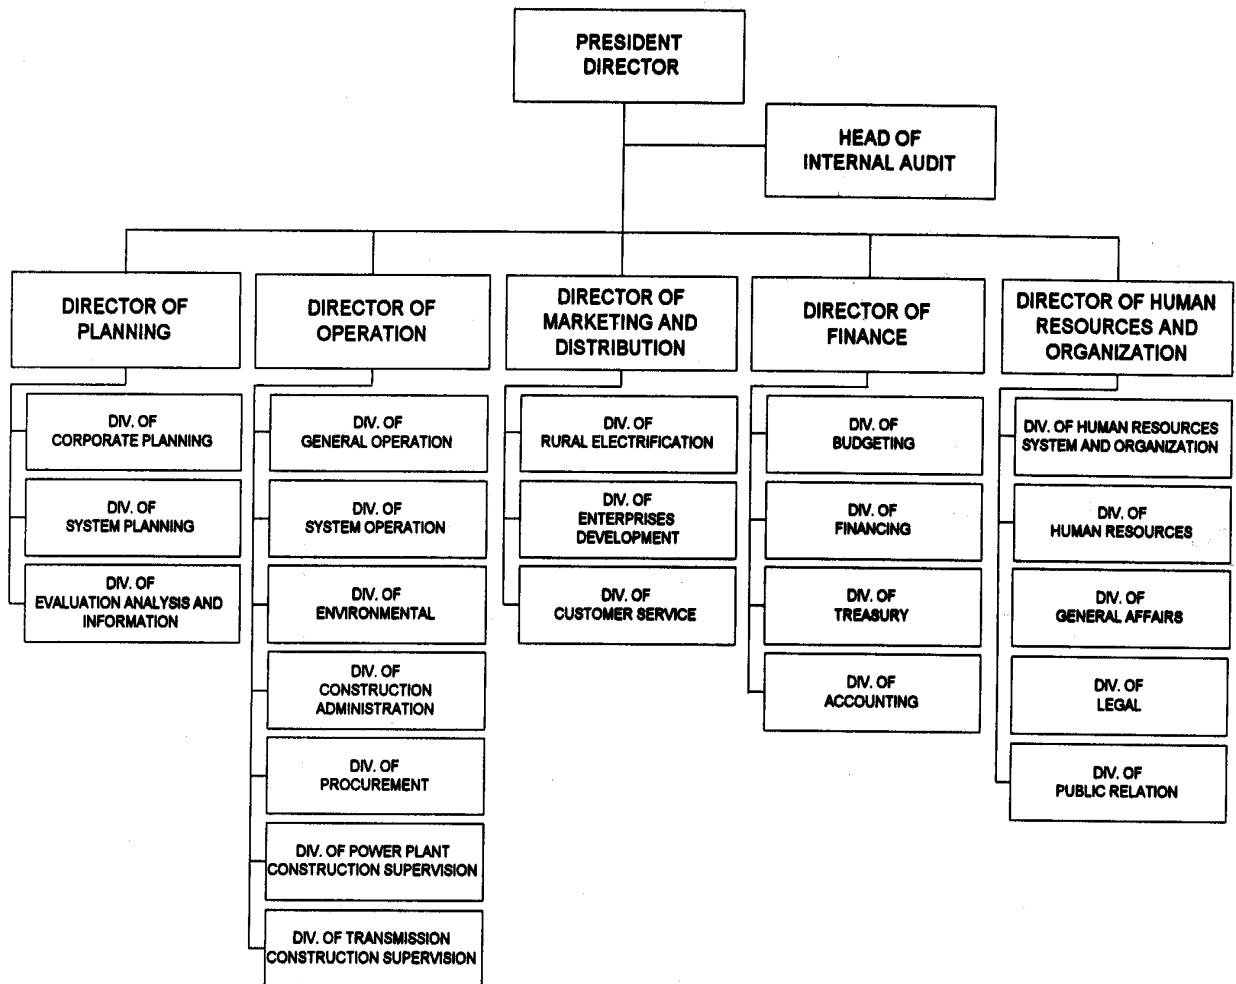 PRESIDENT
DIRECTOR
HEAD OF
INTERNAL AUDIT
DIRECTOR OF
PLANNING
DIRECTOR OF
OPERATION
DIRECTOR OF
MARKETING AND
DISTRIBUTION
DIRECTOR OF
FINANCE
DIRECTOR OF HUMAN
RESOURCES AND
ORGANIZATION
DIV. OF
CORPORATE PLANNING
DIV. OF
SYSTEM PLANNING
DIV. OF
EVALUATION ANALYSIS AND
INFORMATION
DIV. OF
GENERAL OPERATION
DIV. OF
SYSTEM OPERATION
DIV. OF
ENVIRONMENTAL
DIV. OF
CONSTRUCTION
ADMINISTRATION
DIV. OF
PROCUREMENT
DIV. OF POWER PLANT
CONSTRUCTION SUPERVISION
DIV. OF TRANSMISSION
CONSTRUCTION SUPERVISION
DIV. OF
RURAL ELECTRIFICATION
DIV. OF
ENTERPRISES
DEVELOPMENT
DIV. OF
CUSTOMER SERVICE
DIV. OF
BUDGETING
DIV. OF
FINANCING
DIV. OF
TREASURY
DIV. OF
ACCOUNTING
DIV. OF HUMAN RESOURCES
SYSTEM AND ORGANIZATION
DIV. OF
HUMAN RESOURCES
DIV. OF
GENERAL AFFAIRS
DIV. OF
LEGAL
DIV. OF
PUBLIC RELATION